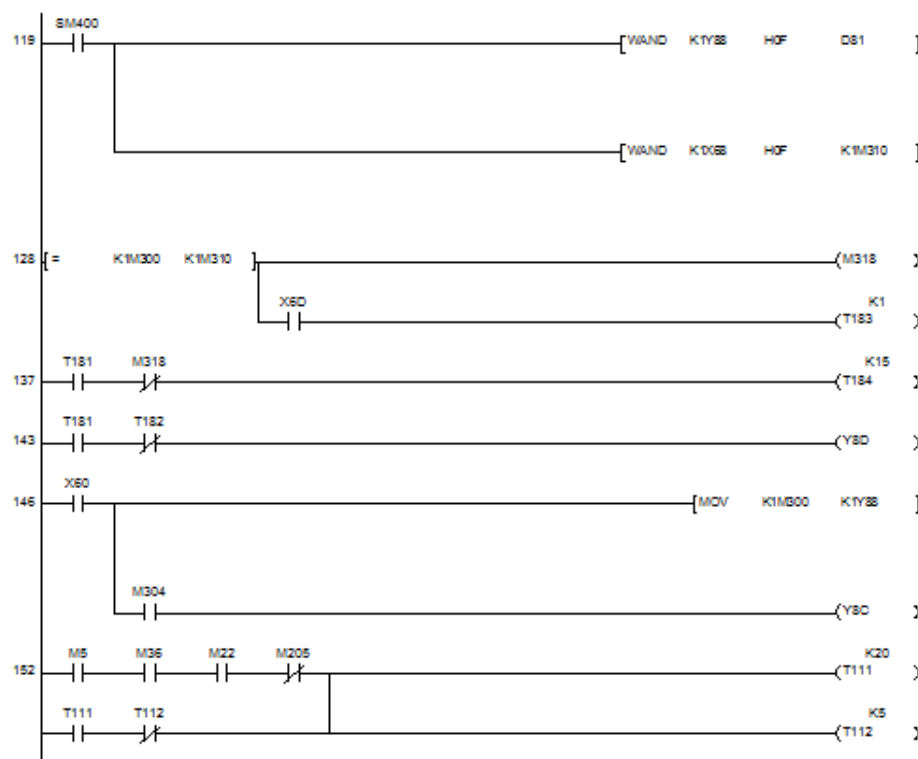 SM400
119 [WAND K1Y88 H0F D81 ]
[WAND K1X68 H0F K1M310 ]
128 [= K1M300 K1M310 ] (M318 )
X6D K1
(T183 )
T181 M318 K15
137 (T184 )
T181 T182
143 (Y8D )
X60
146 [MOV K1M300 K1Y88 ]
M304
(Y8C )
M5 M36 M22 M205 K20
152 (T111 )
T111 T112 K5
(T112 )